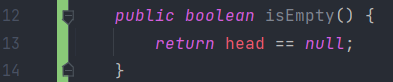 12 public boolean isEmpty() {
13 return head == null;
14 }